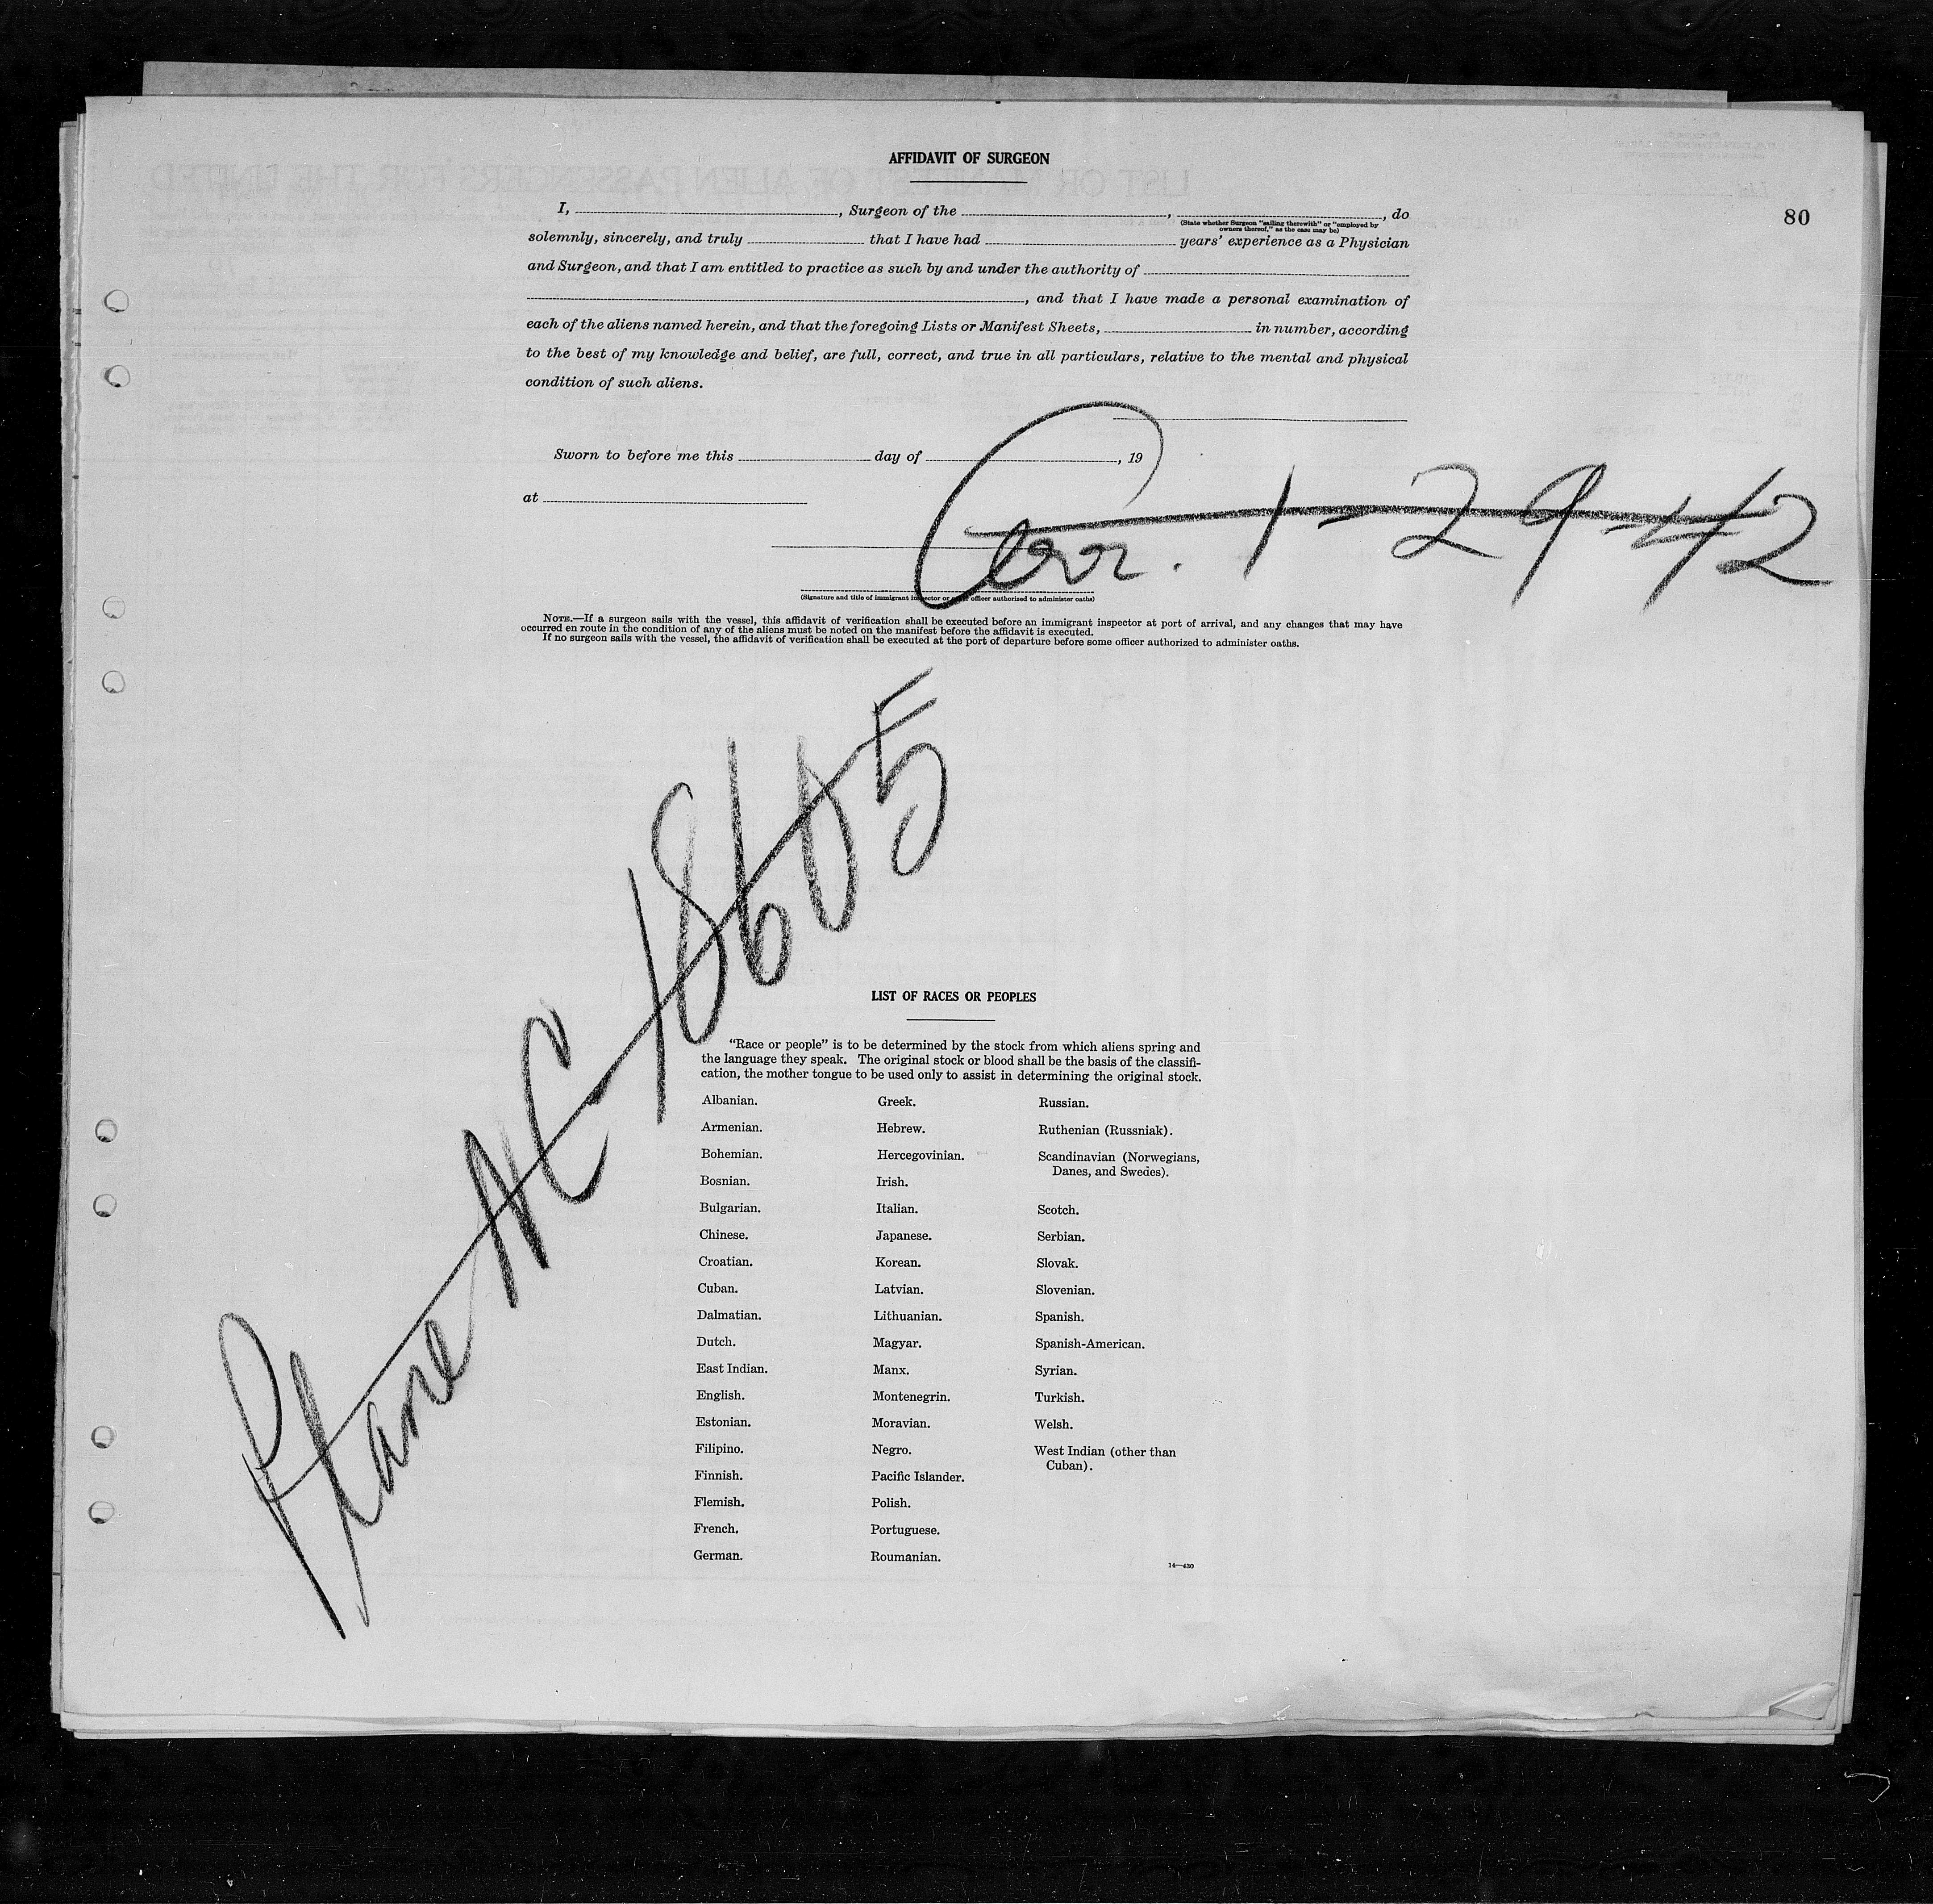 AFFIDAVIT OF SURGEON
80
I, , Surgeon of the , , do
(State whether Surgeon "sailing therewith" or "employed by
owners thereof," as the case may be)
solemnly, sincerely, and truly that I have had years' experience as a Physician
and Surgeon, and that I am entitled to practice as such by and under the authority of
, and that I have made a personal examination of
each of the aliens named herein, and that the foregoing Lists or Manifest Sheets, in number, according
to the best of my knowledge and belief, are full, correct, and true in all particulars, relative to the mental and physical
condition of such aliens.
Sworn to before me this day of , 19
at
Arr. 1-29-42
(Signature and title of immigrant inspector or other officer authorized to administer oaths)
NOTE.—If a surgeon sails with the vessel, this affidavit of verification shall be executed before an immigrant inspector at port of arrival, and any changes that may have
occurred en route in the condition of any of the aliens must be noted on the manifest before the affidavit is executed.
If no surgeon sails with the vessel, the affidavit of verification shall be executed at the port of departure before some officer authorized to administer oaths.
Plane NC-18605
LIST OF RACES OR PEOPLES
"Race or people" is to be determined by the stock from which aliens spring and
the language they speak. The original stock or blood shall be the basis of the classifi-
cation, the mother tongue to be used only to assist in determining the original stock.
Albanian.
Armenian.
Bohemian.
Bosnian.
Bulgarian.
Chinese.
Croatian.
Cuban.
Dalmatian.
Dutch.
East Indian.
English.
Estonian.
Filipino.
Finnish.
Flemish.
French.
German.
Greek.
Hebrew.
Hercegovinian.
Irish.
Italian.
Japanese.
Korean.
Latvian.
Lithuanian.
Magyar.
Manx.
Montenegrin.
Moravian.
Negro.
Pacific Islander.
Polish.
Portuguese.
Roumanian.
Russian.
Ruthenian (Russniak).
Scandinavian (Norwegians,
Danes, and Swedes).
Scotch.
Serbian.
Slovak.
Slovenian.
Spanish.
Spanish-American.
Syrian.
Turkish.
Welsh.
West Indian (other than
Cuban).
14—430